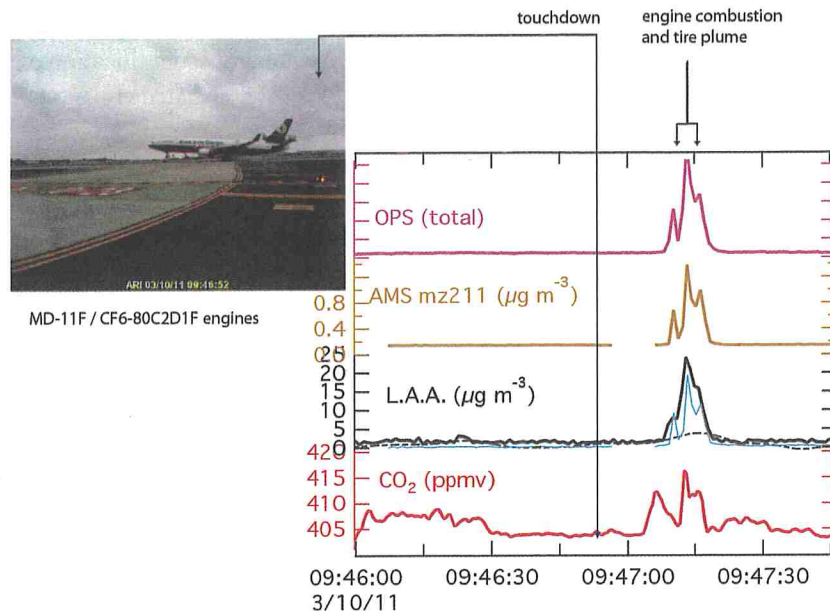 touchdown
engine combustion
and tire plume
ARI 03/10/11 09:46:52
MD-11F / CF6-80C2D1F engines
OPS (total)
AMS mz211 (μg m⁻³)
0.8
0.4
0.0
L.A.A. (μg m⁻³)
25
20
15
10
5
0
CO₂ (ppmv)
420
415
410
405
09:46:00 09:46:30 09:47:00 09:47:30
3/10/11